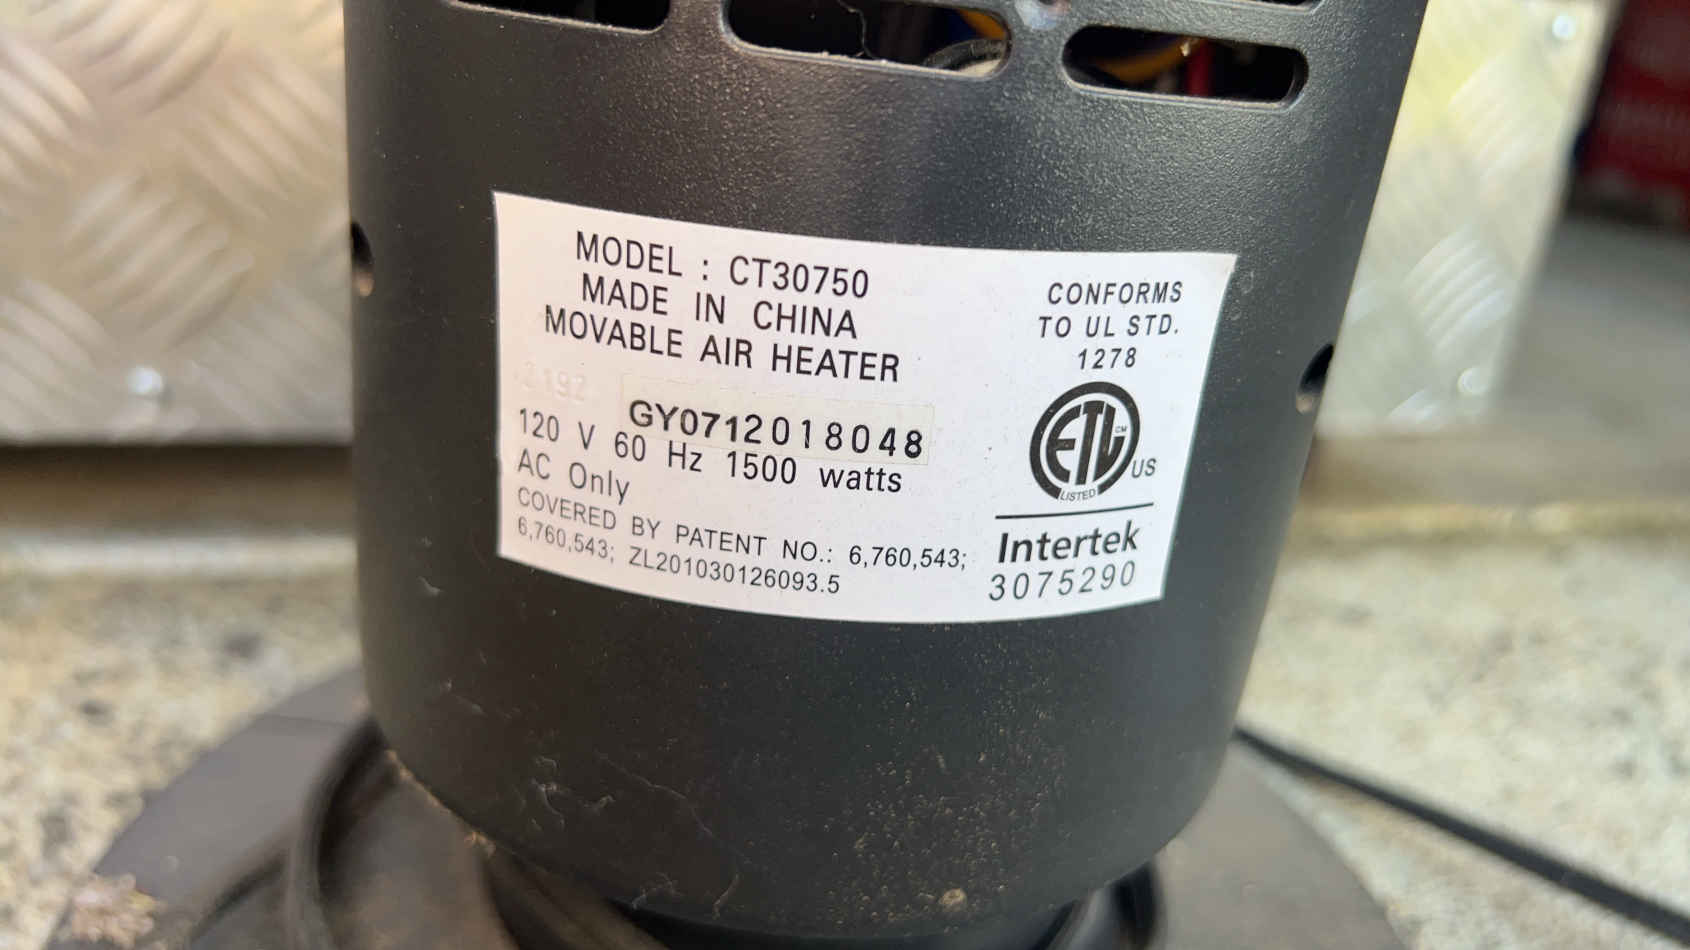 MODEL : CT30750
MADE IN CHINA
MOVABLE AIR HEATER
2192
GY0712018048
120 V 60 Hz 1500 watts
AC Only
COVERED BY PATENT NO.: 6,760,543;
6,760,543; ZL201030126093.5
CONFORMS
TO UL STD.
1278
ETL CM
LISTED
US
Intertek
3075290